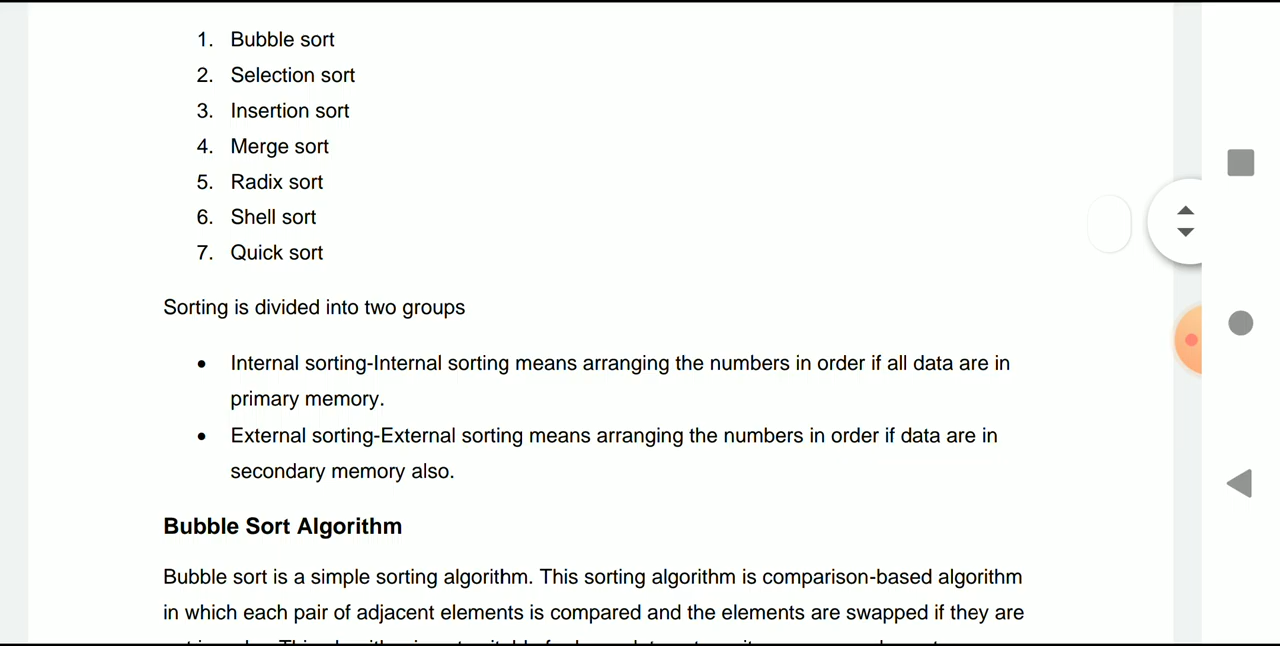 1. Bubble sort
2. Selection sort
3. Insertion sort
4. Merge sort
5. Radix sort
6. Shell sort
7. Quick sort
Sorting is divided into two groups
• Internal sorting-Internal sorting means arranging the numbers in order if all data are in
primary memory.
• External sorting-External sorting means arranging the numbers in order if data are in
secondary memory also.
Bubble Sort Algorithm
Bubble sort is a simple sorting algorithm. This sorting algorithm is comparison-based algorithm
in which each pair of adjacent elements is compared and the elements are swapped if they are